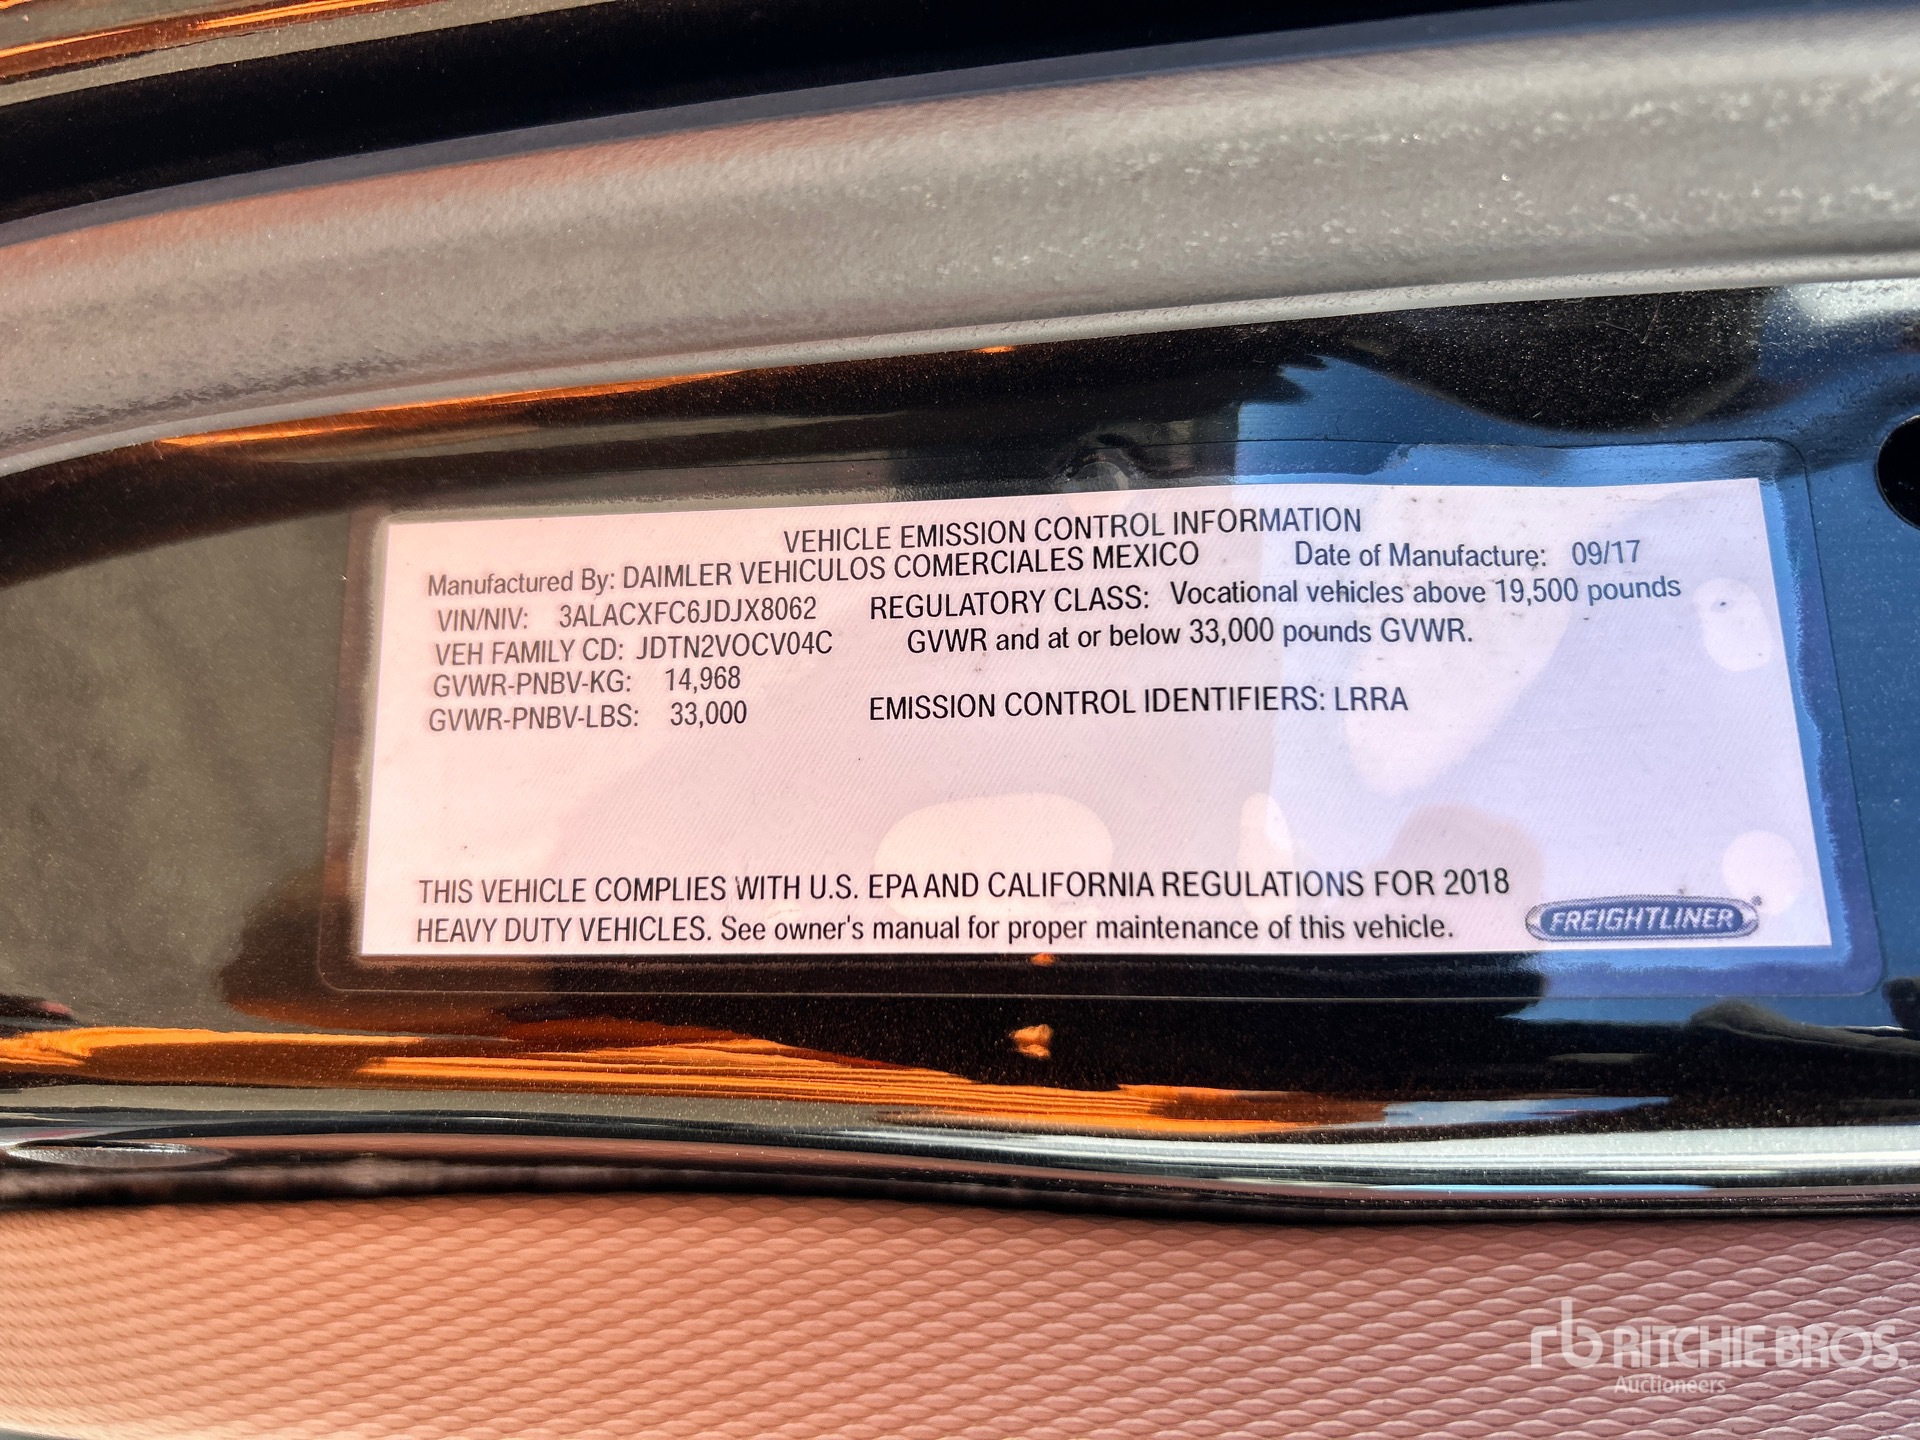 VEHICLE EMISSION CONTROL INFORMATION
Manufactured By: DAIMLER VEHICULOS COMERCIALES MEXICO Date of Manufacture: 09/17
VIN/NIV: 3ALACXFC6JDJX8062 REGULATORY CLASS: Vocational vehicles above 19,500 pounds
VEH FAMILY CD: JDTN2VOCV04C GVWR and at or below 33,000 pounds GVWR.
GVWR-PNBV-KG: 14,968
GVWR-PNBV-LBS: 33,000 EMISSION CONTROL IDENTIFIERS: LRRA
THIS VEHICLE COMPLIES WITH U.S. EPA AND CALIFORNIA REGULATIONS FOR 2018
HEAVY DUTY VEHICLES. See owner's manual for proper maintenance of this vehicle.
FREIGHTLINER
rb RITCHIE BROS.
Auctioneers